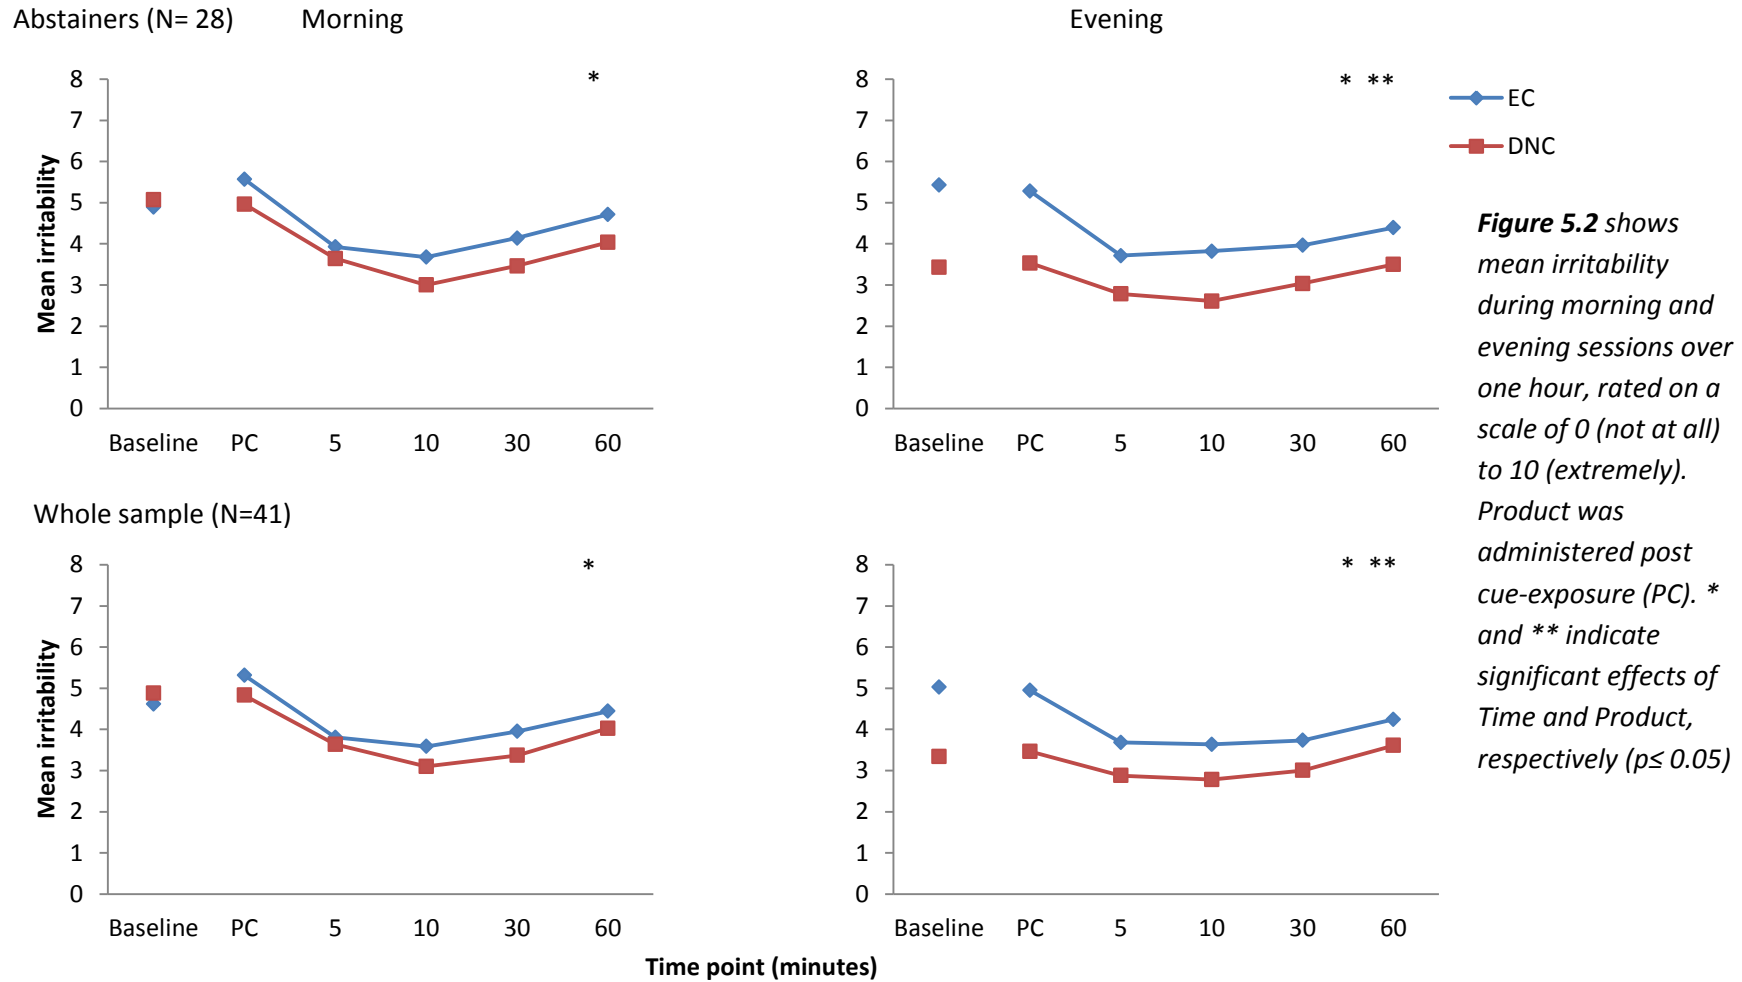 Abstainers (N= 28) Morning
Evening
8
7
6
5
4
3
2
1
0
Mean irritability
*
Baseline PC 5 10 30 60
8
7
6
5
4
3
2
1
0
* **
Baseline PC 5 10 30 60
EC
DNC
Whole sample (N=41)
8
7
6
5
4
3
2
1
0
Mean irritability
*
Baseline PC 5 10 30 60
8
7
6
5
4
3
2
1
0
* **
Baseline PC 5 10 30 60
Time point (minutes)
Figure 5.2 shows
mean irritability
during morning and
evening sessions over
one hour, rated on a
scale of 0 (not at all)
to 10 (extremely).
Product was
administered post
cue-exposure (PC). *
and ** indicate
significant effects of
Time and Product,
respectively (p≤ 0.05)